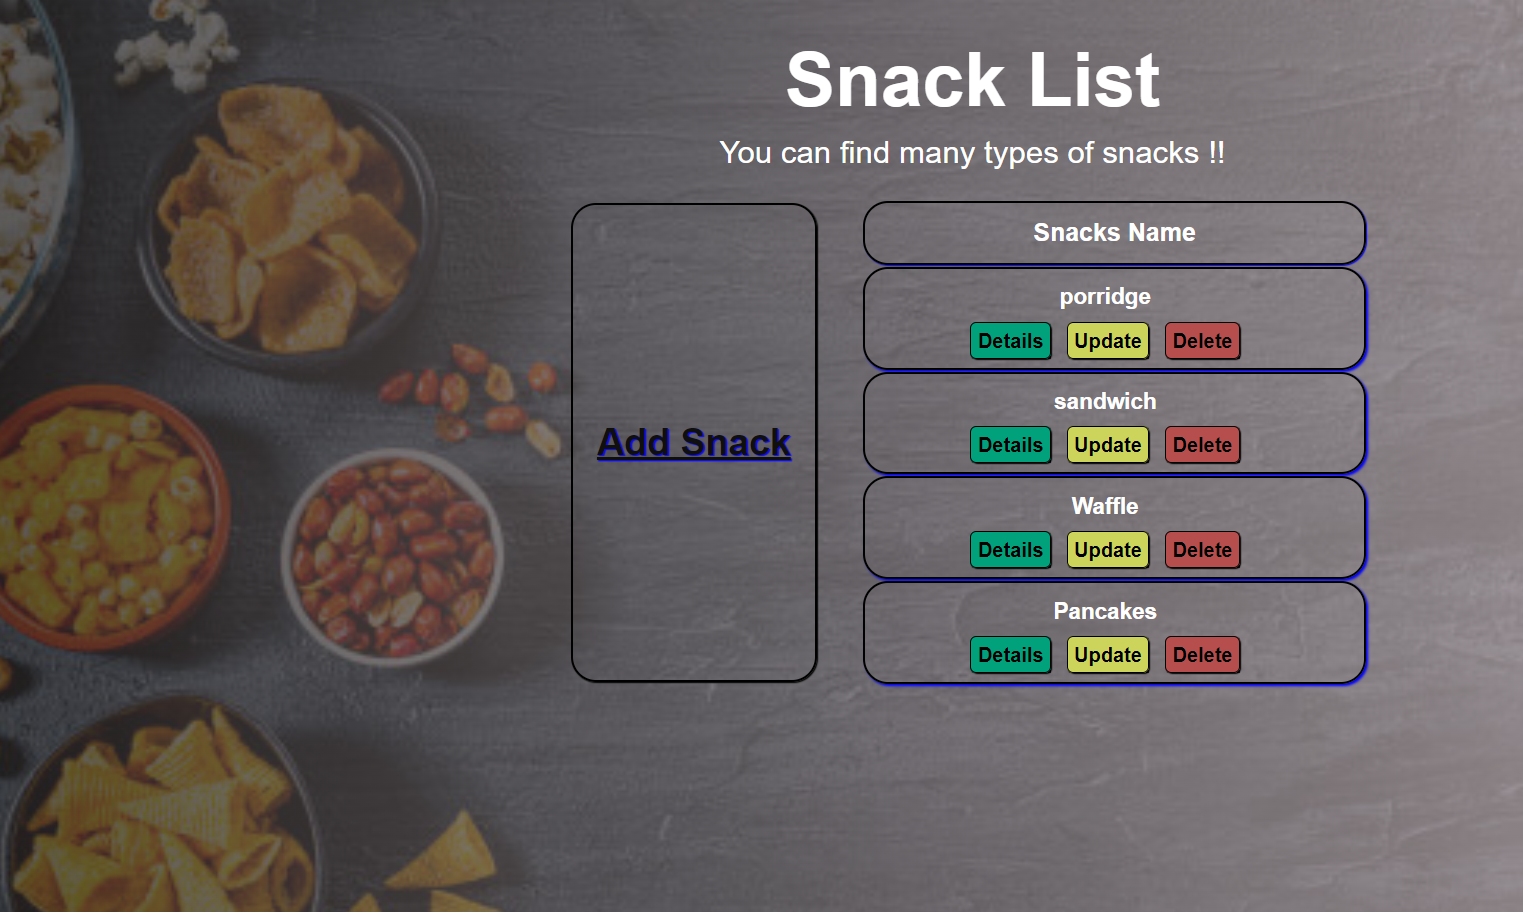 Snack List
You can find many types of snacks !!
Add Snack
Snacks Name
porridge
Details Update Delete
sandwich
Details Update Delete
Waffle
Details Update Delete
Pancakes
Details Update Delete